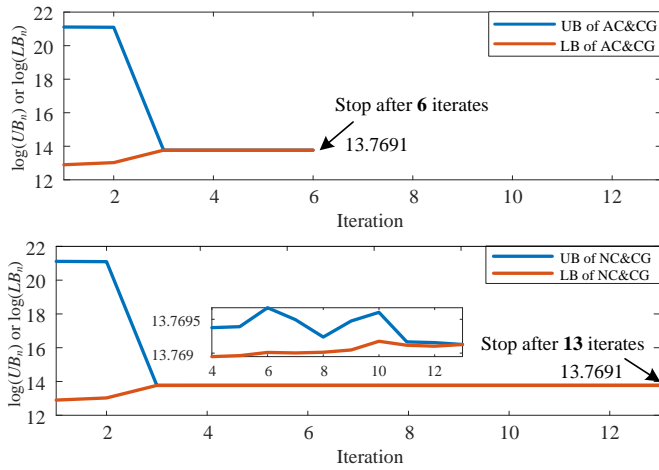 22
20
18
16
14
12
log(UBn) or log(LBn)
UB of AC&CG
LB of AC&CG
Stop after 6 iterates
13.7691
2 4 6 8 10 12
Iteration
22
20
18
16
14
12
log(UBn) or log(LBn)
UB of NC&CG
LB of NC&CG
13.7695
13.769
4 6 8 10 12
Stop after 13 iterates
13.7691
2 4 6 8 10 12
Iteration